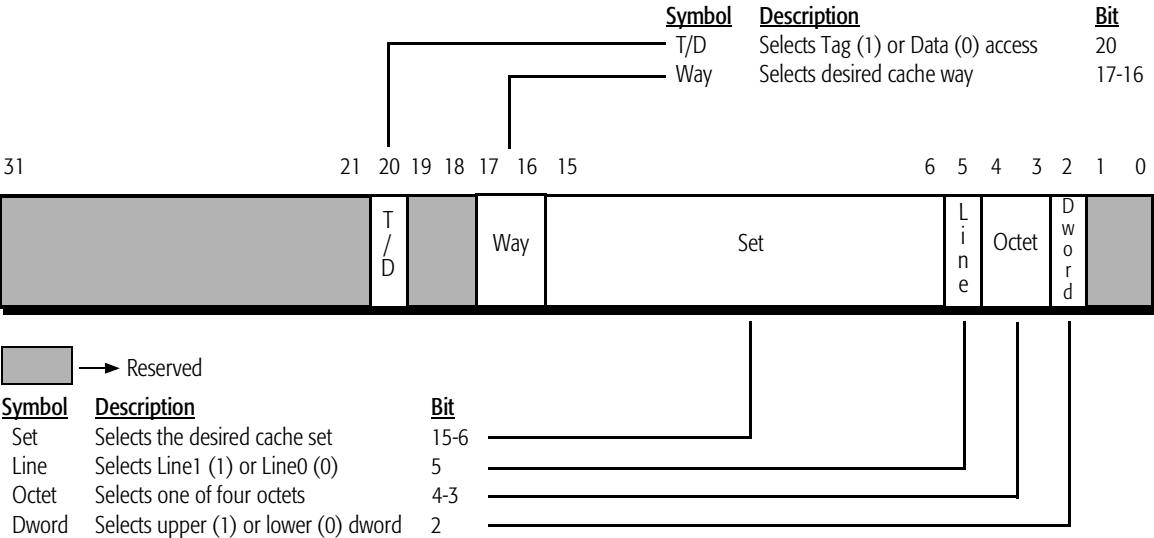 Symbol Description Bit
T/D Selects Tag (1) or Data (0) access 20
Way Selects desired cache way 17-16
31 21 20 19 18 17 16 15 6 5 4 3 2 1 0
T/D Way Set Line Octet Dword
Reserved
Symbol Description Bit
Set Selects the desired cache set 15-6
Line Selects Line1 (1) or Line0 (0) 5
Octet Selects one of four octets 4-3
Dword Selects upper (1) or lower (0) dword 2